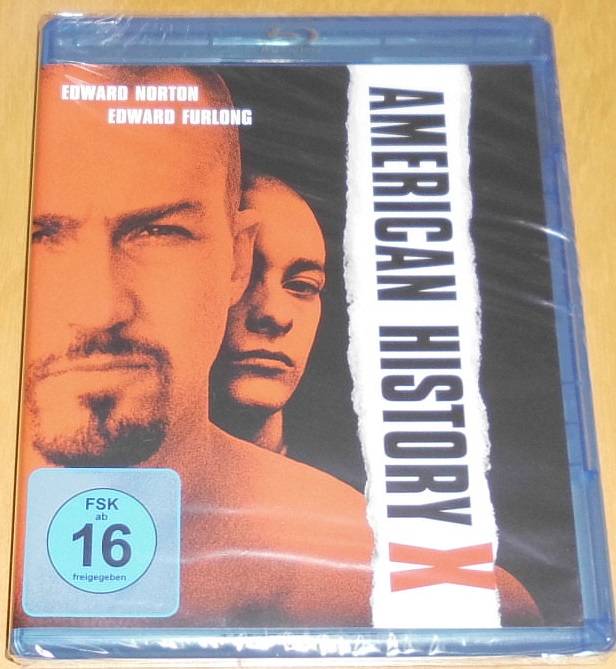 EDWARD NORTON
EDWARD FURLONG
AMERICAN HISTORY X
FSK
ab
16
freigegeben